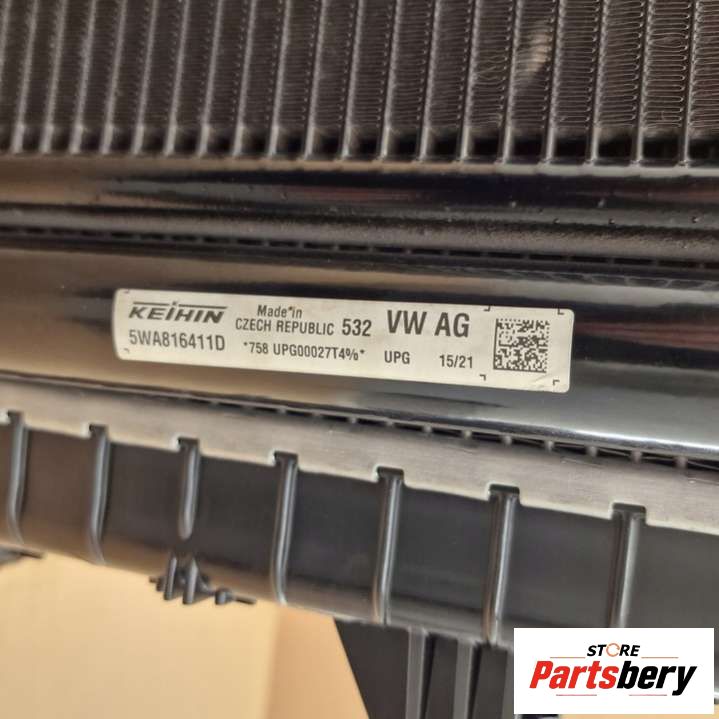 KEIHIN Made*in CZECH REPUBLIC 532 VW AG
5WA816411D *758 UPG00027T4%* UPG 15/21
STORE
Partsbery